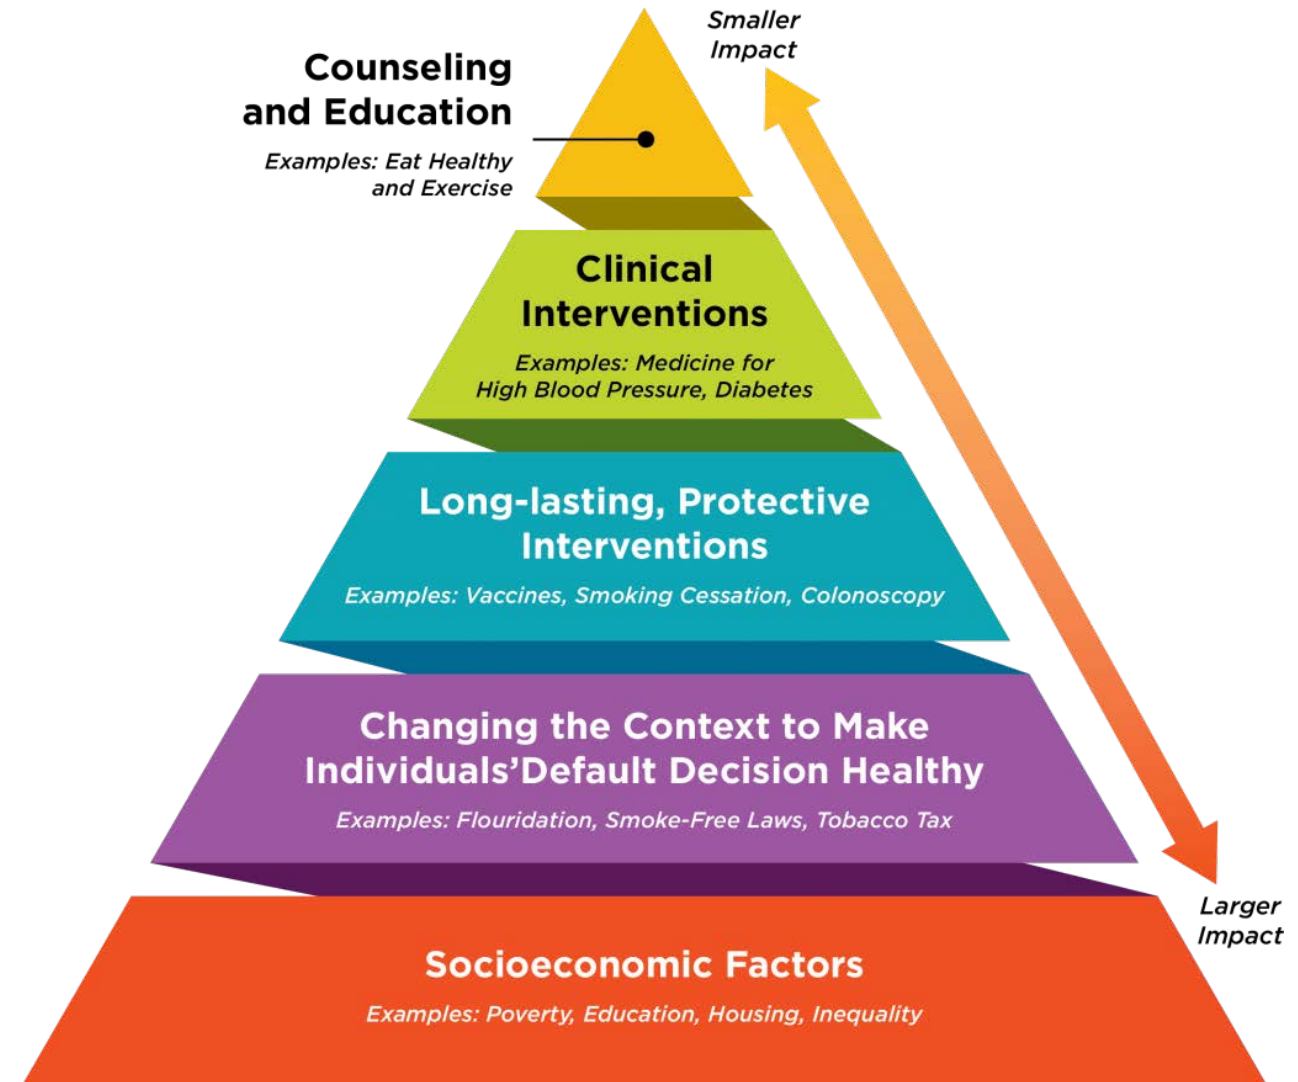 Smaller
Impact
Counseling
and Education
Examples: Eat Healthy
and Exercise
Clinical
Interventions
Examples: Medicine for
High Blood Pressure, Diabetes
Long-lasting, Protective
Interventions
Examples: Vaccines, Smoking Cessation, Colonoscopy
Changing the Context to Make
Individuals’Default Decision Healthy
Examples: Flouridation, Smoke-Free Laws, Tobacco Tax
Larger
Impact
Socioeconomic Factors
Examples: Poverty, Education, Housing, Inequality